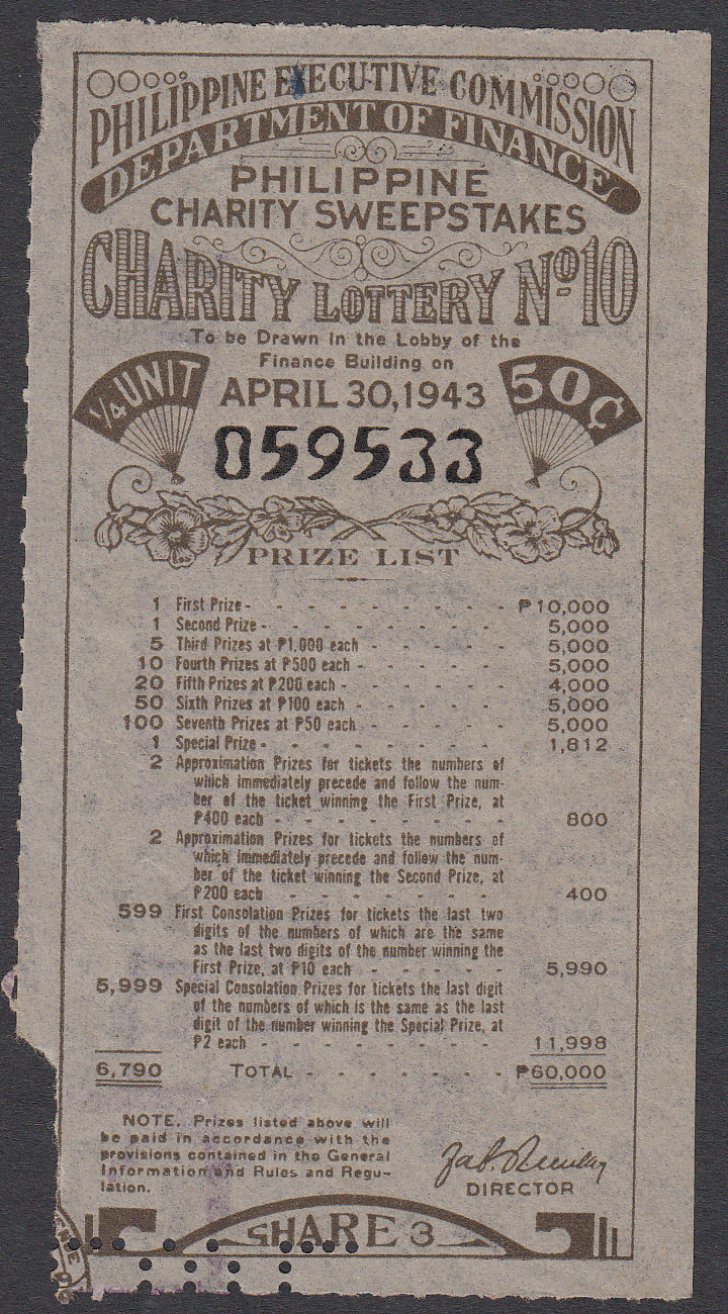 PHILIPPINE EXECUTIVE COMMISSION
DEPARTMENT OF FINANCE
PHILIPPINE
CHARITY SWEEPSTAKES
CHARITY LOTTERY Nº 10
To be Drawn in the Lobby of the
Finance Building on
1/4 UNIT
APRIL 30, 1943
50¢
059533
PRIZE LIST
1 First Prize - - - - - - - - - ₱10,000
1 Second Prize - - - - - - - - 5,000
5 Third Prizes at ₱1,000 each - - - - - 5,000
10 Fourth Prizes at ₱500 each - - - - - 5,000
20 Fifth Prizes at ₱200 each - - - - - - 4,000
50 Sixth Prizes at ₱100 each - - - - - 5,000
100 Seventh Prizes at ₱50 each - - - - - 5,000
1 Special Prize - - - - - - - - 1,812
2 Approximation Prizes for tickets the numbers of
which immediately precede and follow the num-
ber of the ticket winning the First Prize, at
₱400 each - - - - - - - - 800
2 Approximation Prizes for tickets the numbers of
which immediately precede and follow the num-
ber of the ticket winning the Second Prize, at
₱200 each - - - - - - - - 400
599 First Consolation Prizes for tickets the last two
digits of the numbers of which are the same
as the last two digits of the number winning the
First Prize, at ₱10 each - - - - - 5,990
5,999 Special Consolation Prizes for tickets the last digit
of the numbers of which is the same as the last
digit of the number winning the Special Prize, at
₱2 each - - - - - - - - - 11,998
6,790 TOTAL - - - - - - - ₱60,000
NOTE. Prizes listed above will
be paid in accordance with the
provisions contained in the General
Information and Rules and Regu-
lation.
DIRECTOR
SHARE 3